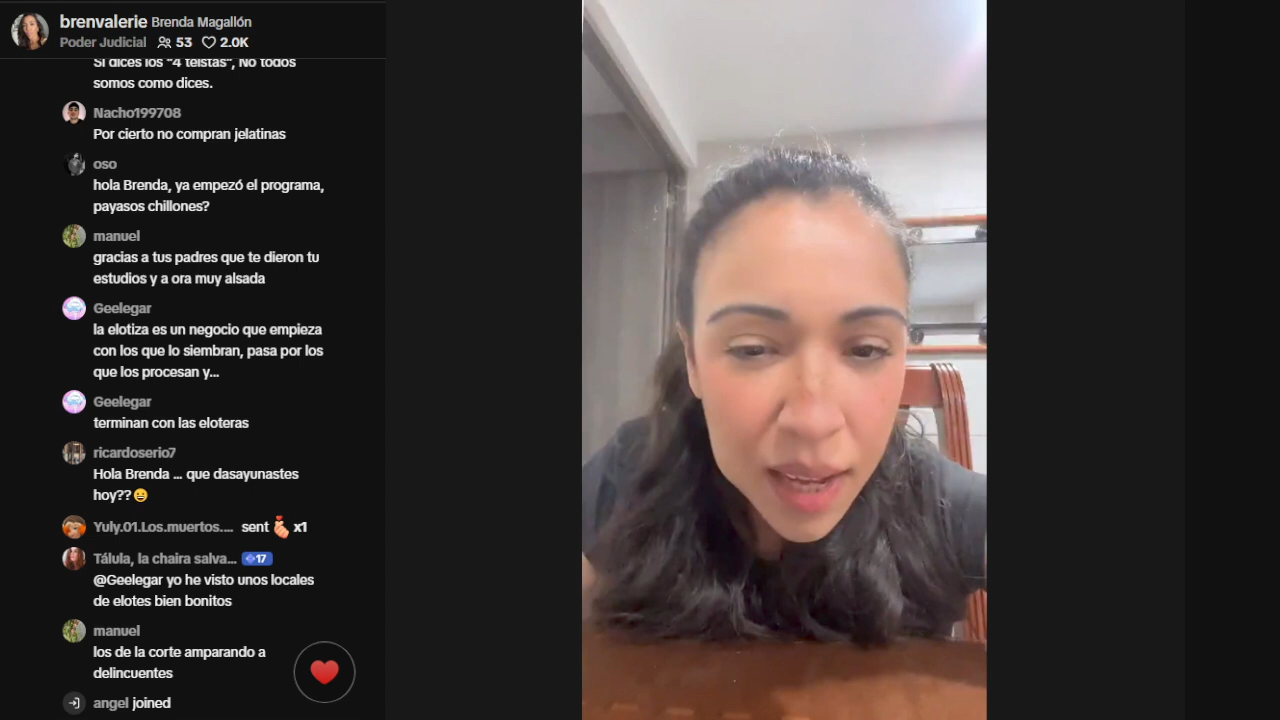 brenvalerie Brenda Magallón
Poder Judicial 53 2.0K
Si dices los "4 teístas", No todos
somos como dices.
Nacho199708
Por cierto no compran jelatinas
oso
hola Brenda, ya empezó el programa,
payasos chillones?
manuel
gracias a tus padres que te dieron tu
estudios y a ora muy alsada
Geelegar
la elotiza es un negocio que empieza
con los que lo siembran, pasa por los
que los procesan y...
Geelegar
terminan con las eloteras
ricardoserio7
Hola Brenda ... que dasayunastes
hoy??😆
Yuly.01.Los.muertos.... sent x1
Tálula, la chaira salva... 17
@Geelegar yo he visto unos locales
de elotes bien bonitos
manuel
los de la corte amparando a
delincuentes
angel joined